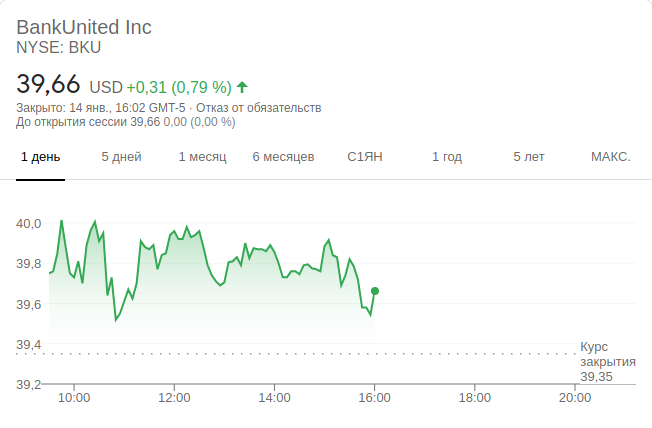 BankUnited Inc
NYSE: BKU
39,66 USD +0,31 (0,79 %)
Закрыто: 14 янв., 16:02 GMT-5 · Отказ от обязательств
До открытия сессии 39,66 0,00 (0,00 %)
1 день 5 дней 1 месяц 6 месяцев С1ЯН 1 год 5 лет МАКС.
40,0
39,8
39,6
39,4
Курс
закрытия
39,35
39,2
10:00 12:00 14:00 16:00 18:00 20:00